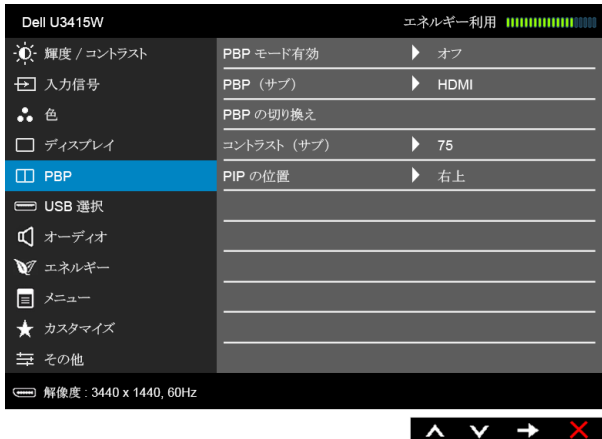 Dell U3415W エネルギー利用
輝度 / コントラスト
入力信号
色
ディスプレイ
PBP
USB 選択
オーディオ
エネルギー
メニュー
カスタマイズ
その他
PBP モード有効 オフ
PBP（サブ） HDMI
PBP の切り換え
コントラスト（サブ） 75
PIP の位置 右上
解像度 : 3440 x 1440, 60Hz